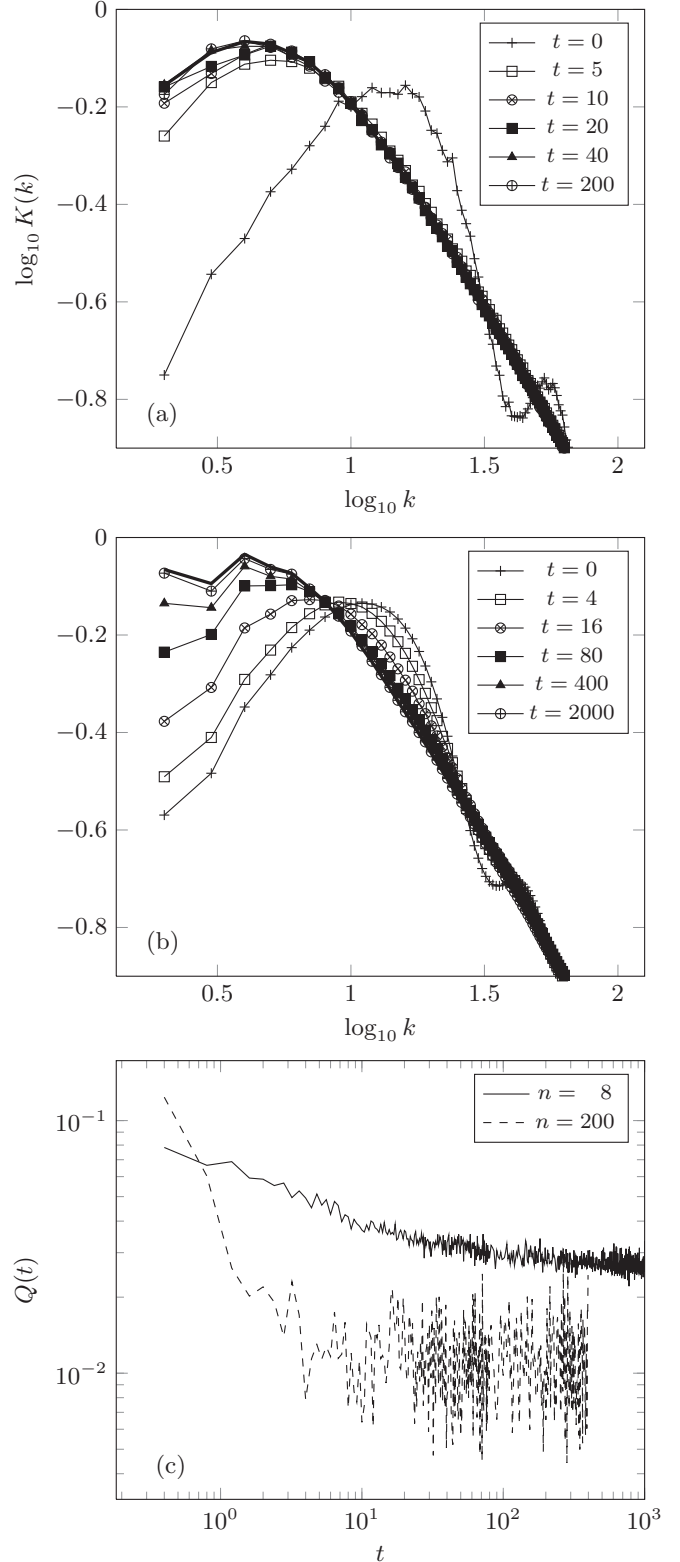 0
−0.2
−0.4
−0.6
−0.8
log₁₀ K(k)
t = 0
t = 5
t = 10
t = 20
t = 40
t = 200
(a)
0.5 1 1.5 2
log₁₀ k
0
−0.2
−0.4
−0.6
−0.8
t = 0
t = 4
t = 16
t = 80
t = 400
t = 2000
(b)
0.5 1 1.5 2
log₁₀ k
10⁻¹
10⁻²
Q(t)
n = 8
n = 200
(c)
10⁰ 10¹ 10² 10³
t